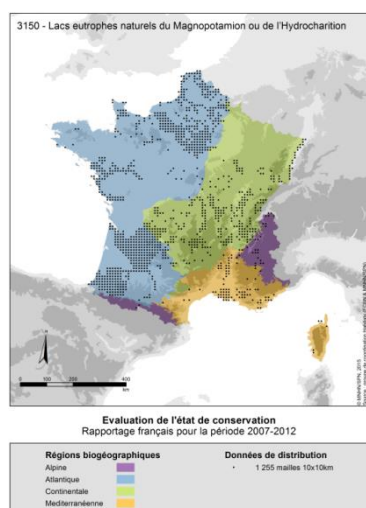 3150 - Lacs eutrophes naturels du Magnopotamion ou de l'Hydrocharition
0 100 200 300 400
km
Evaluation de l'état de conservation
Rapportage français pour la période 2007-2012
Régions biogéographiques
Alpine
Atlantique
Continentale
Mediterranéenne
Données de distribution
1 255 mailles 10x10km